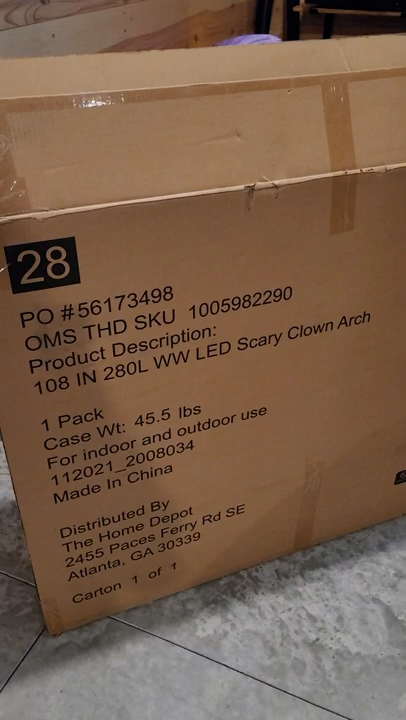 28
PO #56173498
OMS THD SKU 1005982290
Product Description:
108 IN 280L WW LED Scary Clown Arch
1 Pack
Case Wt: 45.5 lbs
For indoor and outdoor use
112021_2008034
Made In China
Distributed By
The Home Depot
2455 Paces Ferry Rd SE
Atlanta, GA 30339
Carton 1 of 1